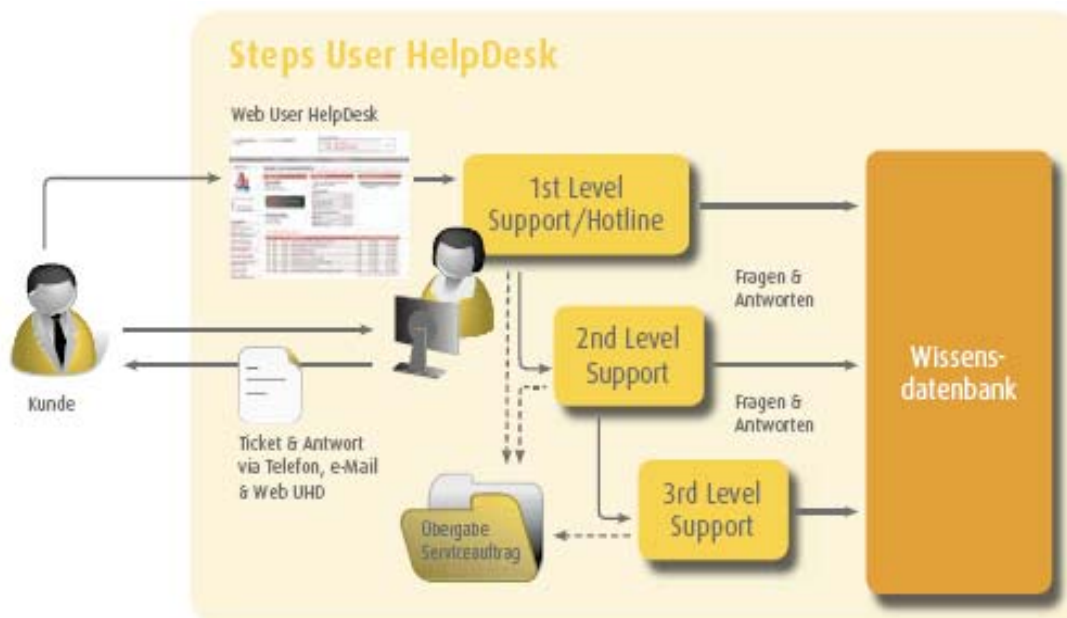 Steps User HelpDesk
Web User HelpDesk
1st Level
Support/Hotline
Fragen &
Antworten
2nd Level
Support
Wissens-
datenbank
Kunde
Fragen &
Antworten
Ticket & Antwort
via Telefon, e-Mail
& Web UHD
3rd Level
Support
Übergabe
Serviceauftrag